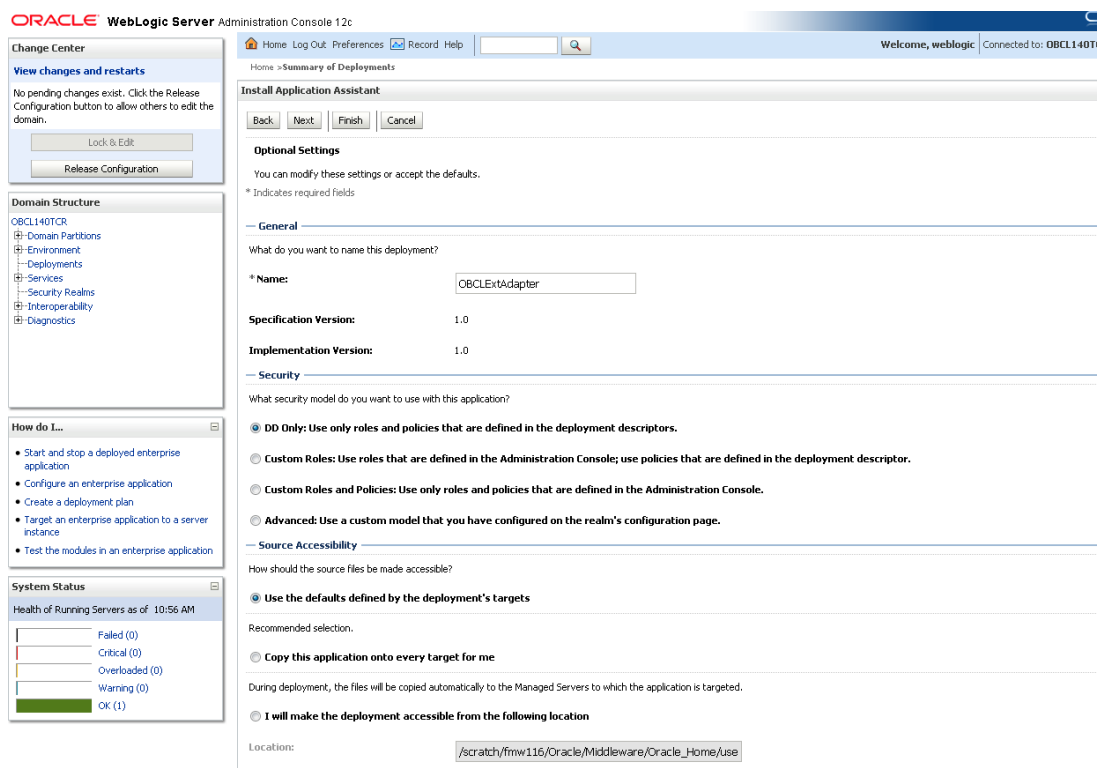 ORACLE WebLogic Server Administration Console 12c
Change Center
View changes and restarts
No pending changes exist. Click the Release
Configuration button to allow others to edit the
domain.
Lock & Edit
Release Configuration
Domain Structure
OBCL140TCR
Domain Partitions
Environment
Deployments
Services
Security Realms
Interoperability
Diagnostics
How do I...
Start and stop a deployed enterprise
application
Configure an enterprise application
Create a deployment plan
Target an enterprise application to a server
instance
Test the modules in an enterprise application
System Status
Health of Running Servers as of 10:56 AM
Failed (0)
Critical (0)
Overloaded (0)
Warning (0)
OK (1)
Home Log Out Preferences Record Help
Welcome, weblogic Connected to: OBCL140T
Home >Summary of Deployments
Install Application Assistant
Back Next Finish Cancel
Optional Settings
You can modify these settings or accept the defaults.
* Indicates required fields
General
What do you want to name this deployment?
*Name: OBCLExtAdapter
Specification Version: 1.0
Implementation Version: 1.0
Security
What security model do you want to use with this application?
DD Only: Use only roles and policies that are defined in the deployment descriptors.
Custom Roles: Use roles that are defined in the Administration Console; use policies that are defined in the deployment descriptor.
Custom Roles and Policies: Use only roles and policies that are defined in the Administration Console.
Advanced: Use a custom model that you have configured on the realm's configuration page.
Source Accessibility
How should the source files be made accessible?
Use the defaults defined by the deployment's targets
Recommended selection.
Copy this application onto every target for me
During deployment, the files will be copied automatically to the Managed Servers to which the application is targeted.
I will make the deployment accessible from the following location
Location: /scratch/fmw116/Oracle/Middleware/Oracle_Home/use